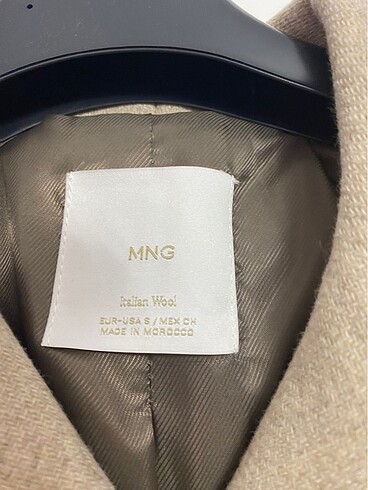 MNG
Italian Wool
EUR-USA S / MEX CH
MADE IN MOROCCO